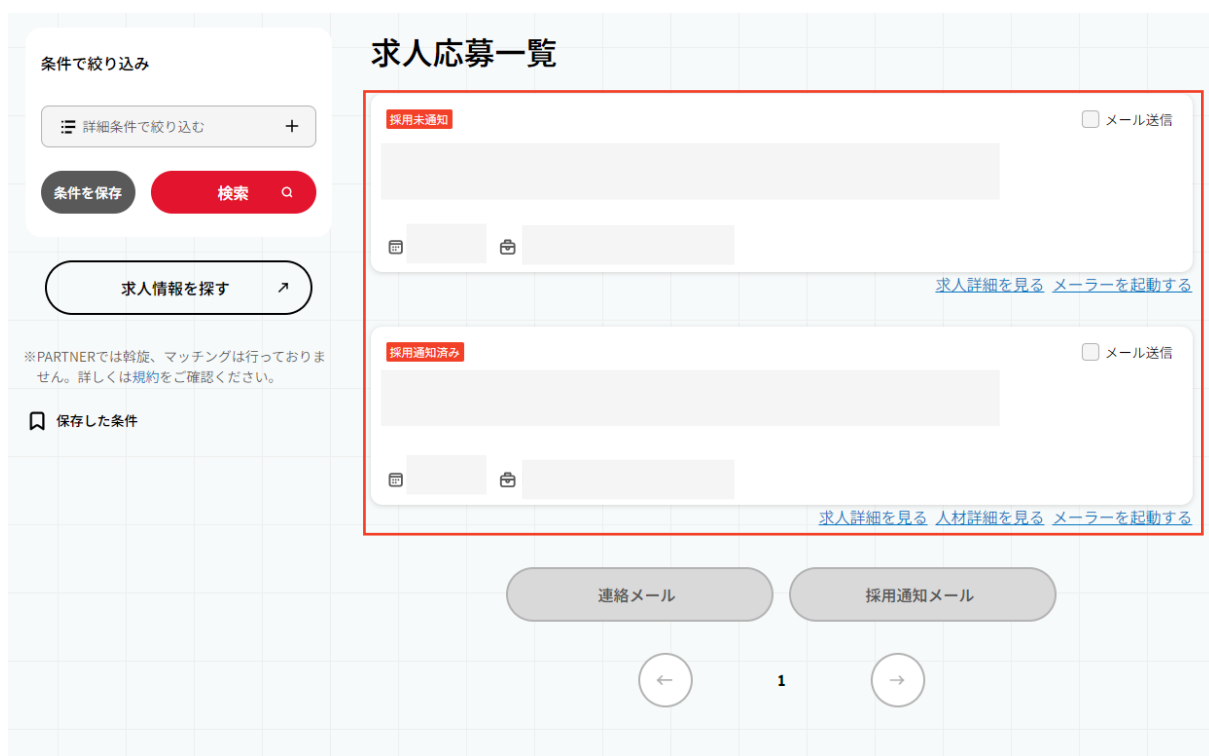 条件で絞り込み
詳細条件で絞り込む
条件を保存
検索
求人情報を探す
※PARTNERでは斡旋、マッチングは行っておりま
せん。詳しくは規約をご確認ください。
保存した条件
求人応募一覧
採用未通知
メール送信
求人詳細を見る メーラーを起動する
採用通知済み
メール送信
求人詳細を見る 人材詳細を見る メーラーを起動する
連絡メール
採用通知メール
← 1 →